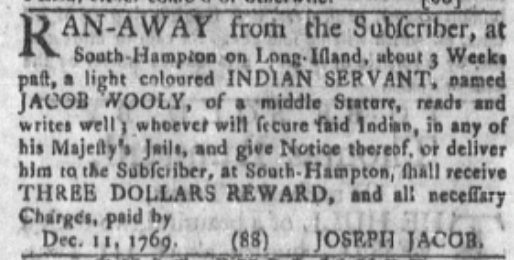 RAN-AWAY from the Subſcriber, at
South-Hampton on Long-Iſland, about 3 Weeks
paſt, a light coloured INDIAN SERVANT, named
JACOB WOOLY, of a middle Stature, reads and
writes well; whoever will ſecure ſaid Indian, in any of
his Majeſty's Jails, and give Notice thereof, or deliver
him to the Subſcriber, at South-Hampton, ſhall receive
THREE DOLLARS REWARD, and all neceſſary
Charges, paid by
Dec. 11, 1769. (88) JOSEPH JACOB.